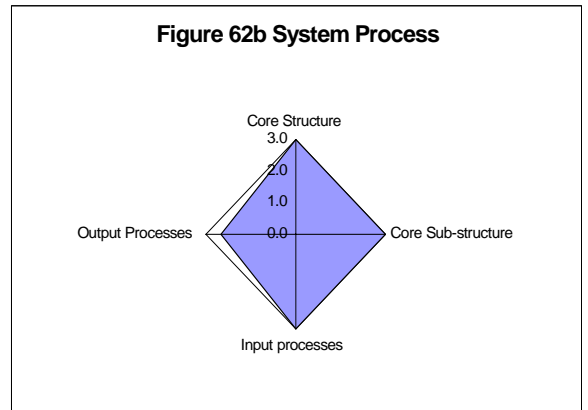 Figure 62b System Process
Core Structure
3.0
2.0
1.0
0.0
Output Processes
Core Sub-structure
Input processes